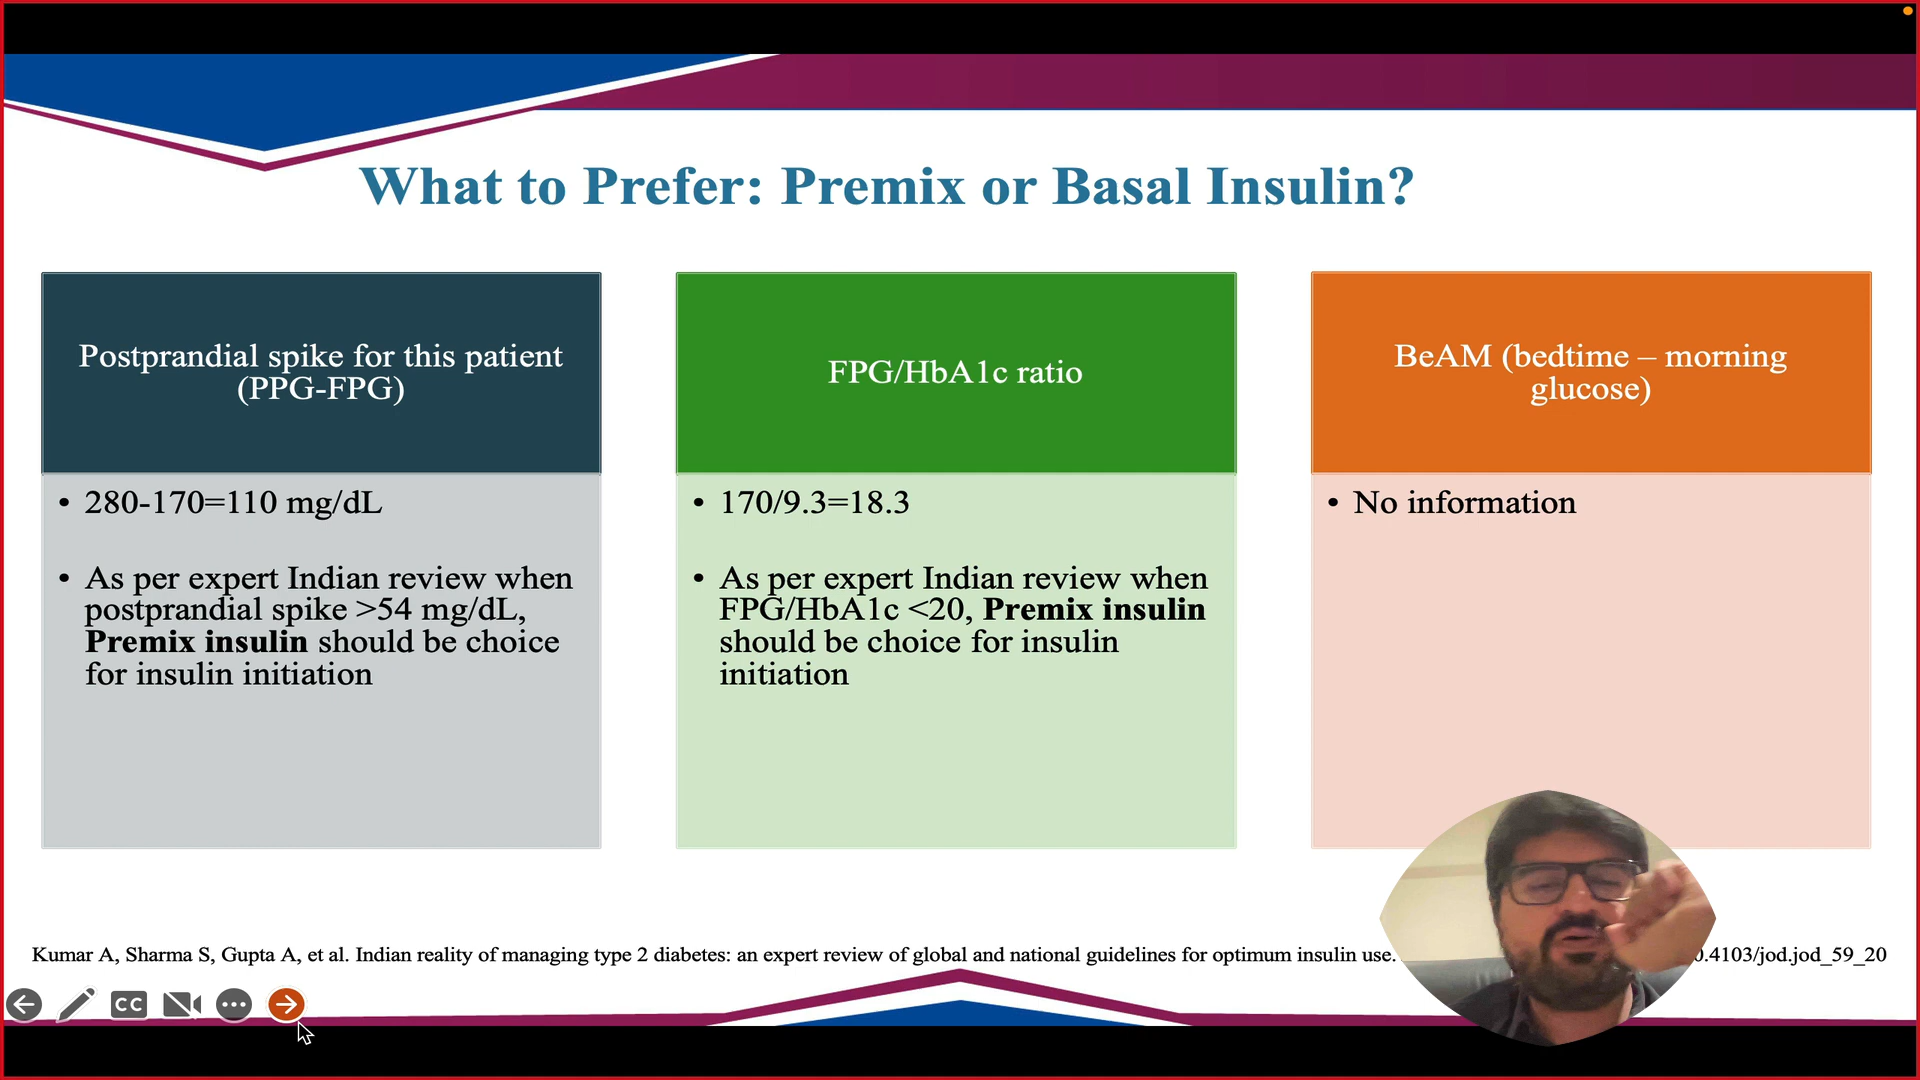 What to Prefer: Premix or Basal Insulin?
Postprandial spike for this patient
(PPG-FPG)
• 280-170=110 mg/dL
• As per expert Indian review when
postprandial spike >54 mg/dL,
Premix insulin should be choice
for insulin initiation
FPG/HbA1c ratio
• 170/9.3=18.3
• As per expert Indian review when
FPG/HbA1c <20, Premix insulin
should be choice for insulin
initiation
BeAM (bedtime – morning
glucose)
• No information
Kumar A, Sharma S, Gupta A, et al. Indian reality of managing type 2 diabetes: an expert review of global and national guidelines for optimum insulin use. 0.4103/jod.jod_59_20
CC